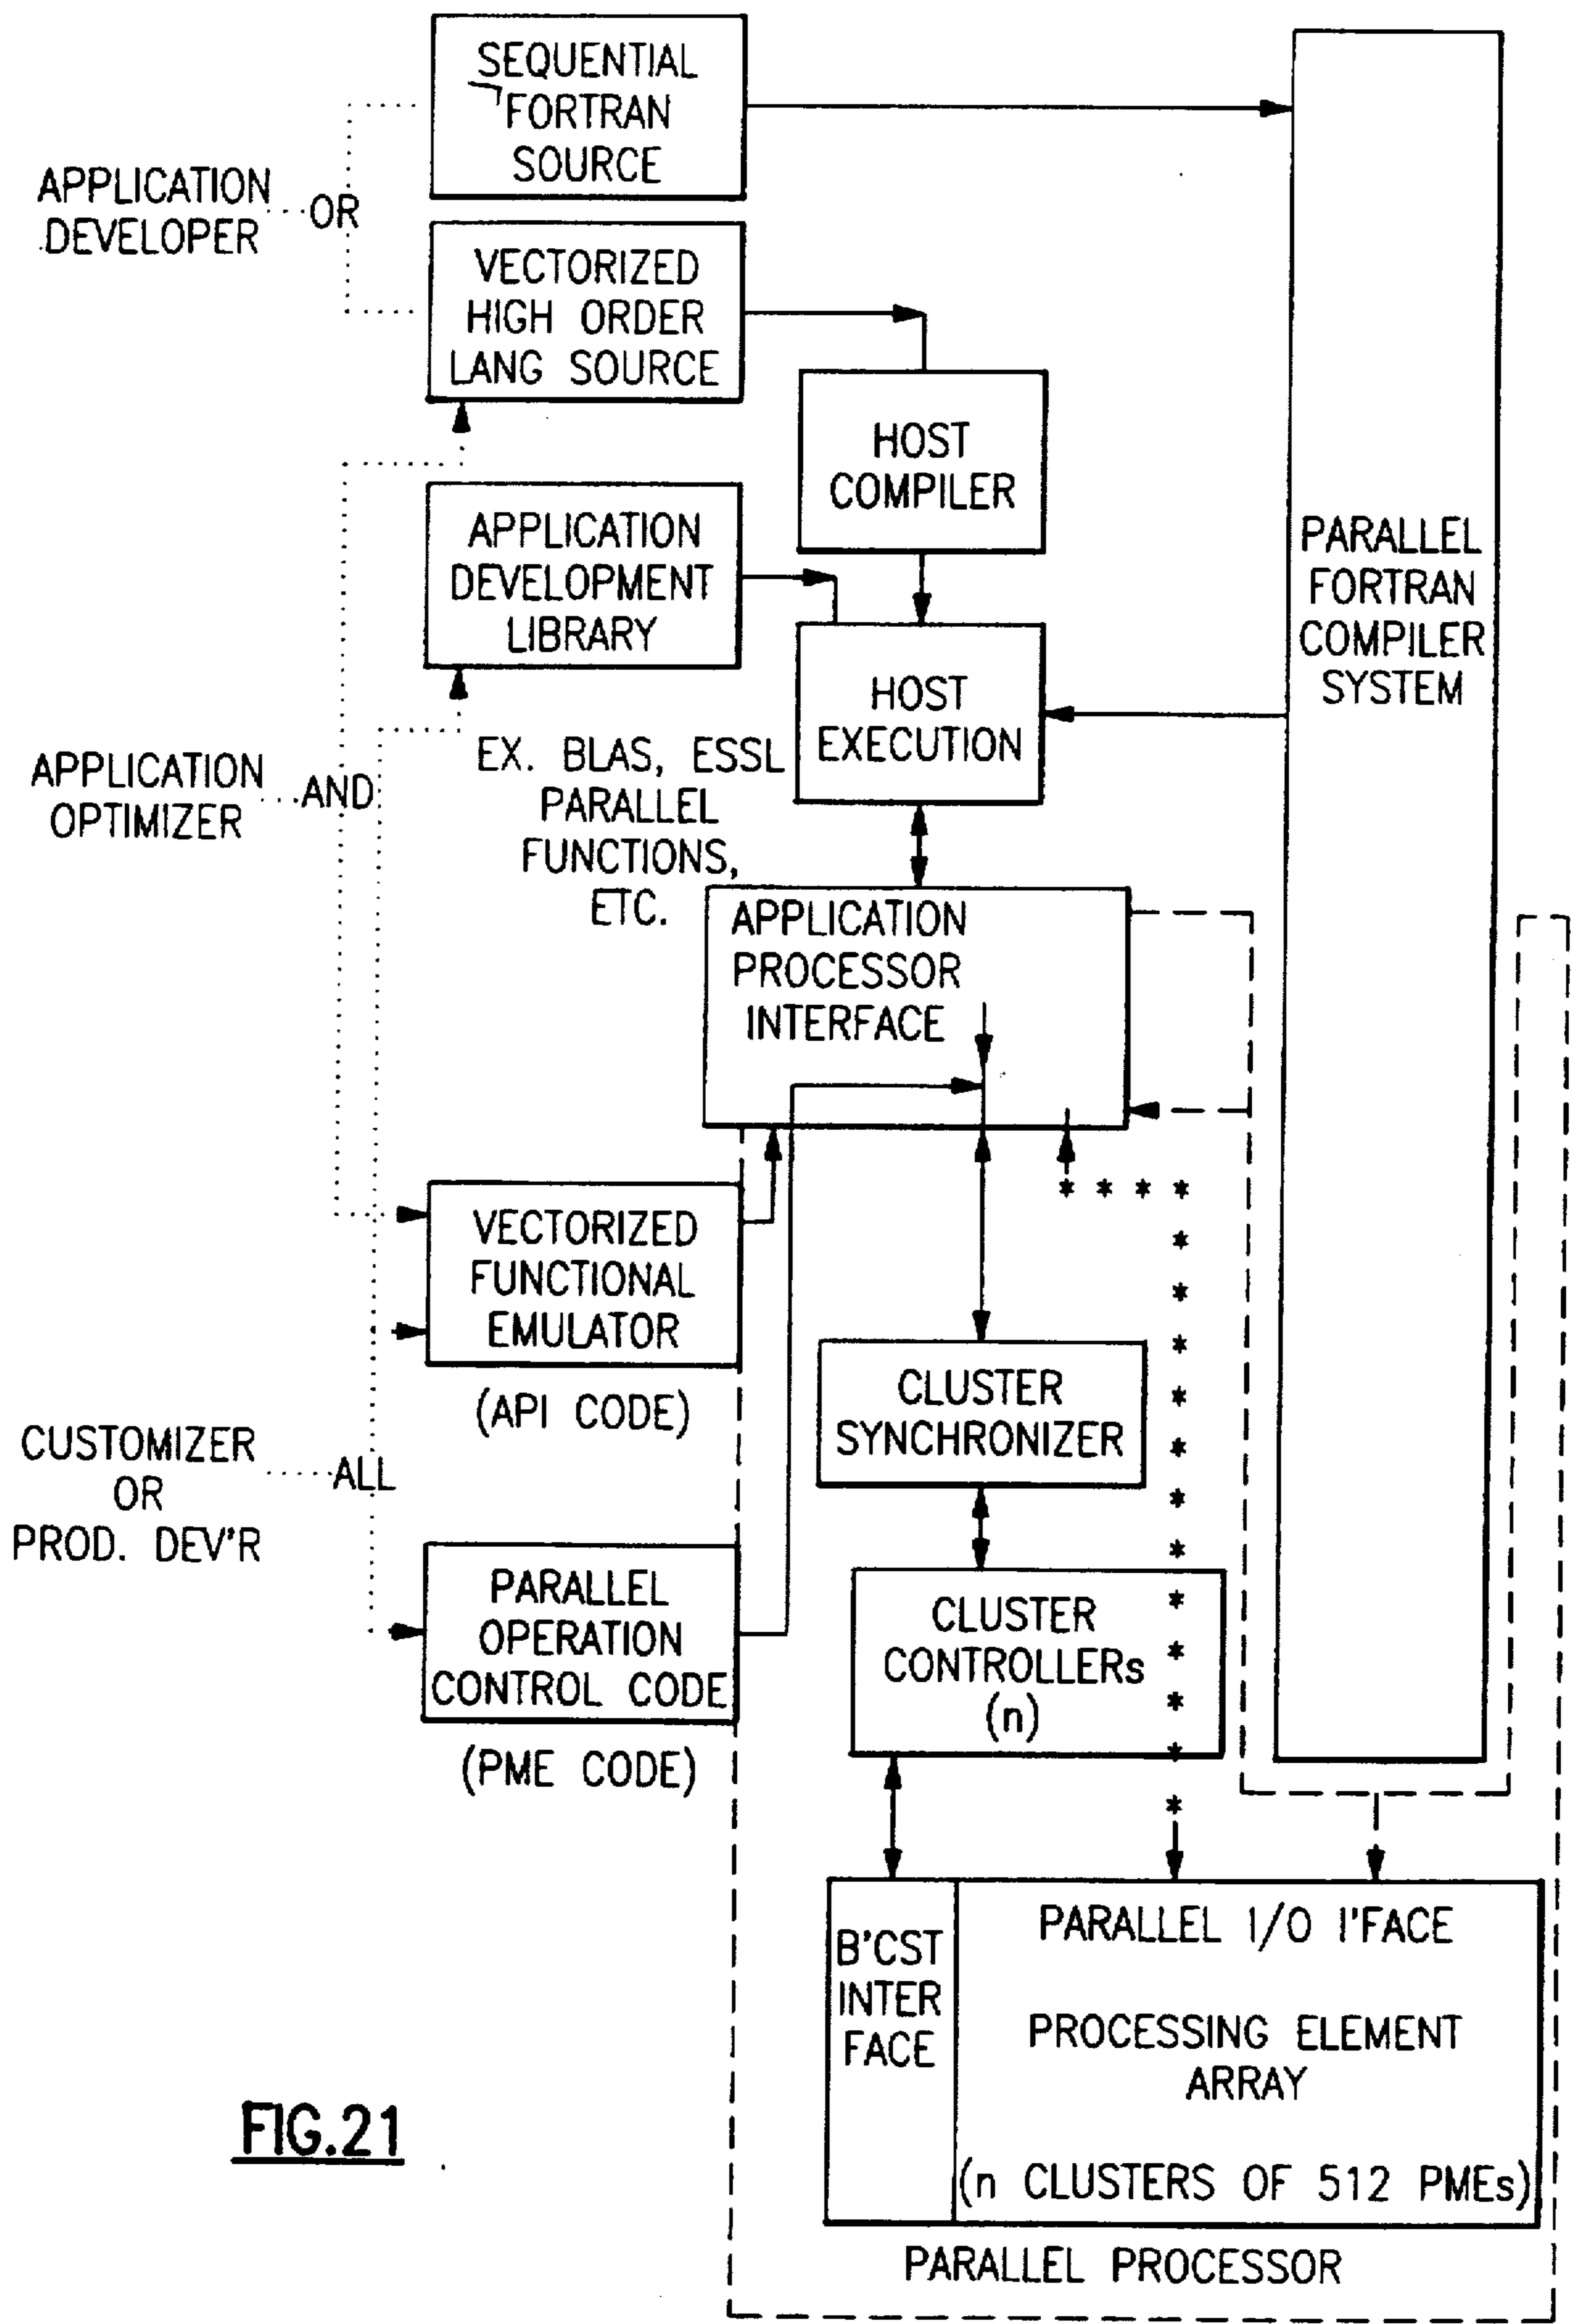 SEQUENTIAL
FORTRAN
SOURCE
APPLICATION
DEVELOPER
OR
VECTORIZED
HIGH ORDER
LANG SOURCE
HOST
COMPILER
PARALLEL
FORTRAN
COMPILER
SYSTEM
APPLICATION
DEVELOPMENT
LIBRARY
HOST
EXECUTION
APPLICATION
OPTIMIZER
AND
EX. BLAS, ESSL
PARALLEL
FUNCTIONS,
ETC.
APPLICATION
PROCESSOR
INTERFACE
* * * *
*
*
*
*
*
*
*
*
*
*
*
*
VECTORIZED
FUNCTIONAL
EMULATOR
(API CODE)
CLUSTER
SYNCHRONIZER
CUSTOMIZER
OR
PROD. DEV'R
ALL
PARALLEL
OPERATION
CONTROL CODE
(PME CODE)
CLUSTER
CONTROLLERs
(n)
B'CST
INTER
FACE
PARALLEL I/O I'FACE
PROCESSING ELEMENT
ARRAY
(n CLUSTERS OF 512 PMEs)
PARALLEL PROCESSOR
FIG.21